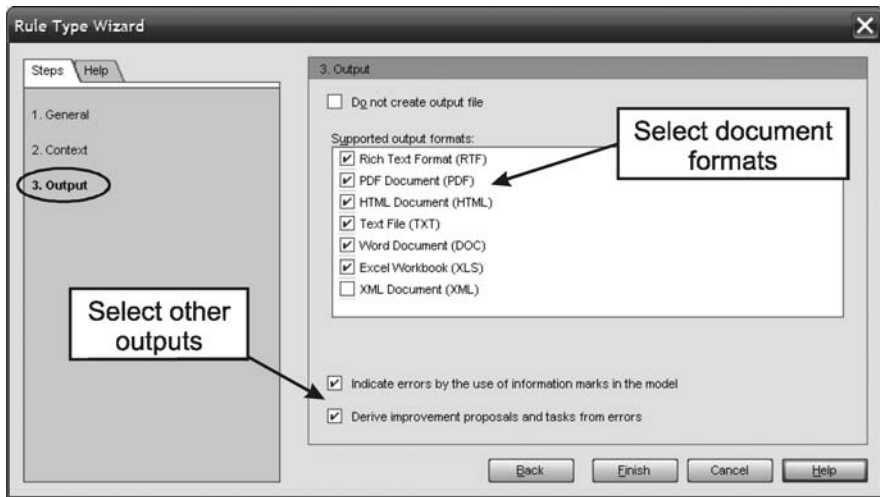 Rule Type Wizard
Steps
Help
1. General
2. Context
3. Output
3. Output
Do not create output file
Supported output formats:
Rich Text Format (RTF)
PDF Document (PDF)
HTML Document (HTML)
Text File (TXT)
Word Document (DOC)
Excel Workbook (XLS)
XML Document (XML)
Select document
formats
Select other
outputs
Indicate errors by the use of information marks in the model
Derive improvement proposals and tasks from errors
Back
Finish
Cancel
Help